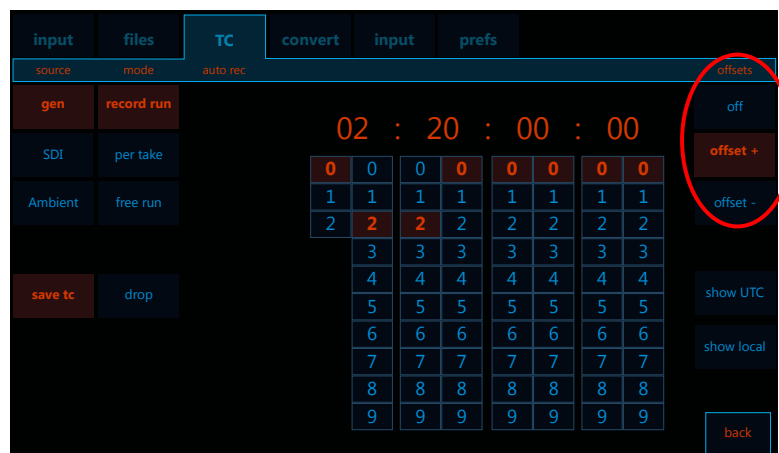 input files TC convert input prefs
source mode auto rec offsets
gen record run off
02 : 20 : 00 : 00
SDI per take offset +
0 0 0 0 0 0 0 0
Ambient free run 1 1 1 1 1 1 1 1 offset -
2 2 2 2 2 2 2 2
3 3 3 3 3 3 3
save tc drop 4 4 4 4 4 4 4 show UTC
5 5 5 5 5 5 5
6 6 6 6 6 6 6
7 7 7 7 7 7 7 show local
8 8 8 8 8 8 8
9 9 9 9 9 9 9
back